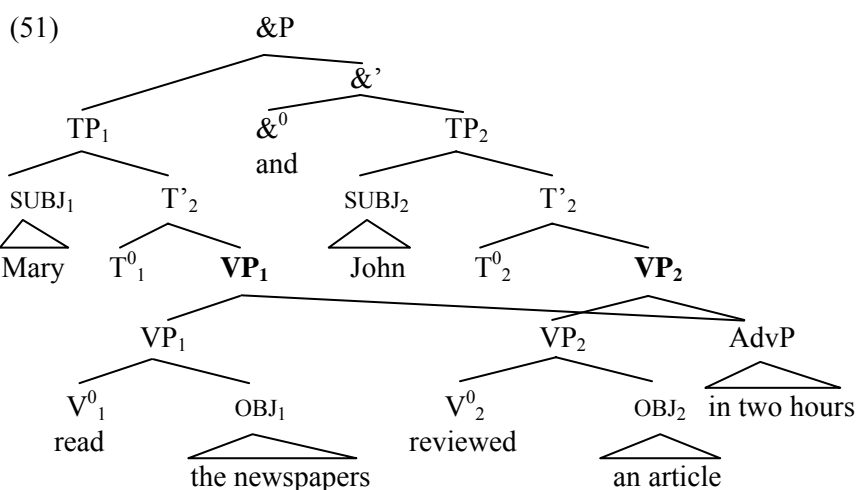 (51) &P
&’
TP₁ &⁰ TP₂
and
SUBJ₁ T’₂ SUBJ₂ T’₂
Mary T⁰₁ VP₁ John T⁰₂ VP₂
VP₁ VP₂ AdvP
V⁰₁ OBJ₁ V⁰₂ OBJ₂ in two hours
read reviewed
the newspapers an article